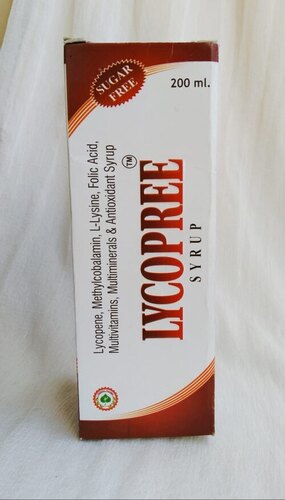 SUGAR
FREE
200 ml.
Lycopene, Methylcobalamin, L-Lysine, Folic Acid,
Multivitamins, Multiminerals & Antioxidant Syrup
LYCOPREE™
SYRUP